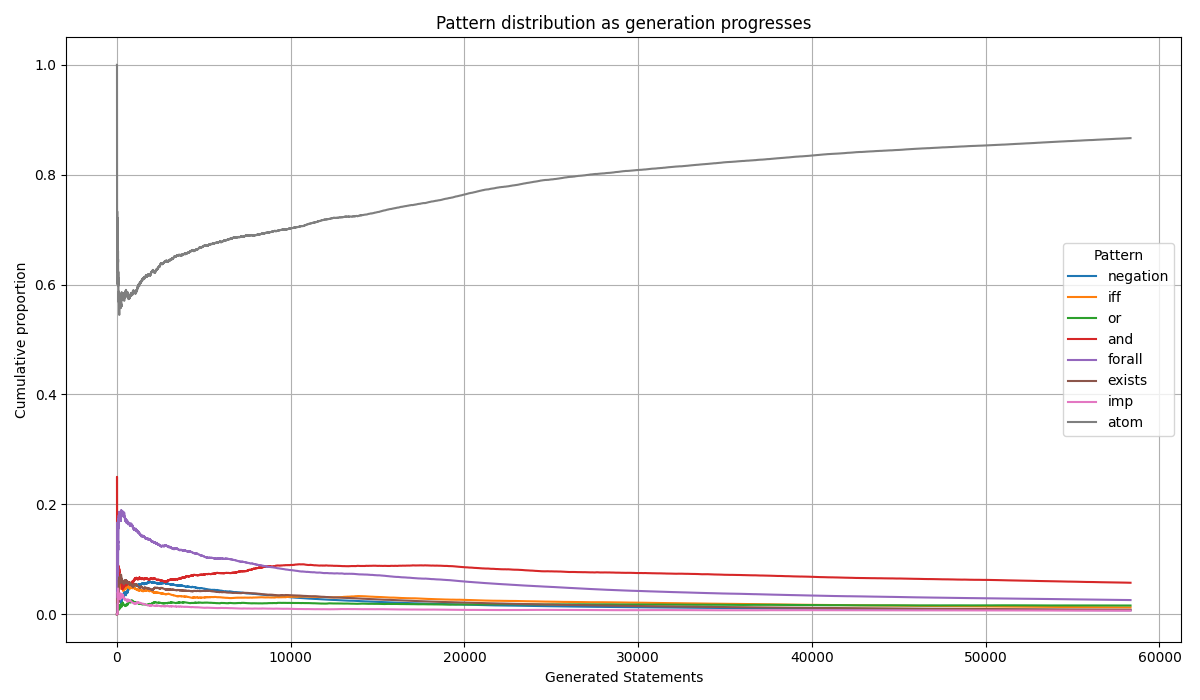 Pattern distribution as generation progresses
Cumulative proportion
1.0
0.8
0.6
0.4
0.2
0.0
Pattern
negation
iff
or
and
forall
exists
imp
atom
0
10000
20000
30000
40000
50000
60000
Generated Statements